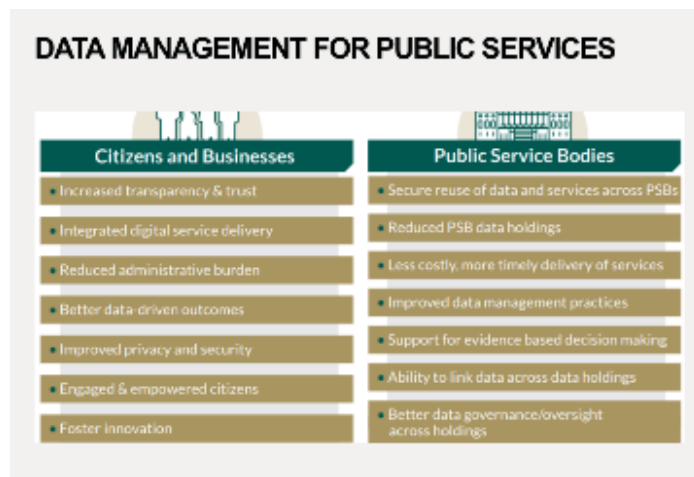 DATA MANAGEMENT FOR PUBLIC SERVICES
Citizens and Businesses
• Increased transparency & trust
• Integrated digital service delivery
• Reduced administrative burden
• Better data-driven outcomes
• Improved privacy and security
• Engaged & empowered citizens
• Foster innovation
Public Service Bodies
• Secure reuse of data and services across PSBs
• Reduced PSB data holdings
• Less costly, more timely delivery of services
• Improved data management practices
• Support for evidence based decision making
• Ability to link data across data holdings
• Better data governance/oversight
across holdings